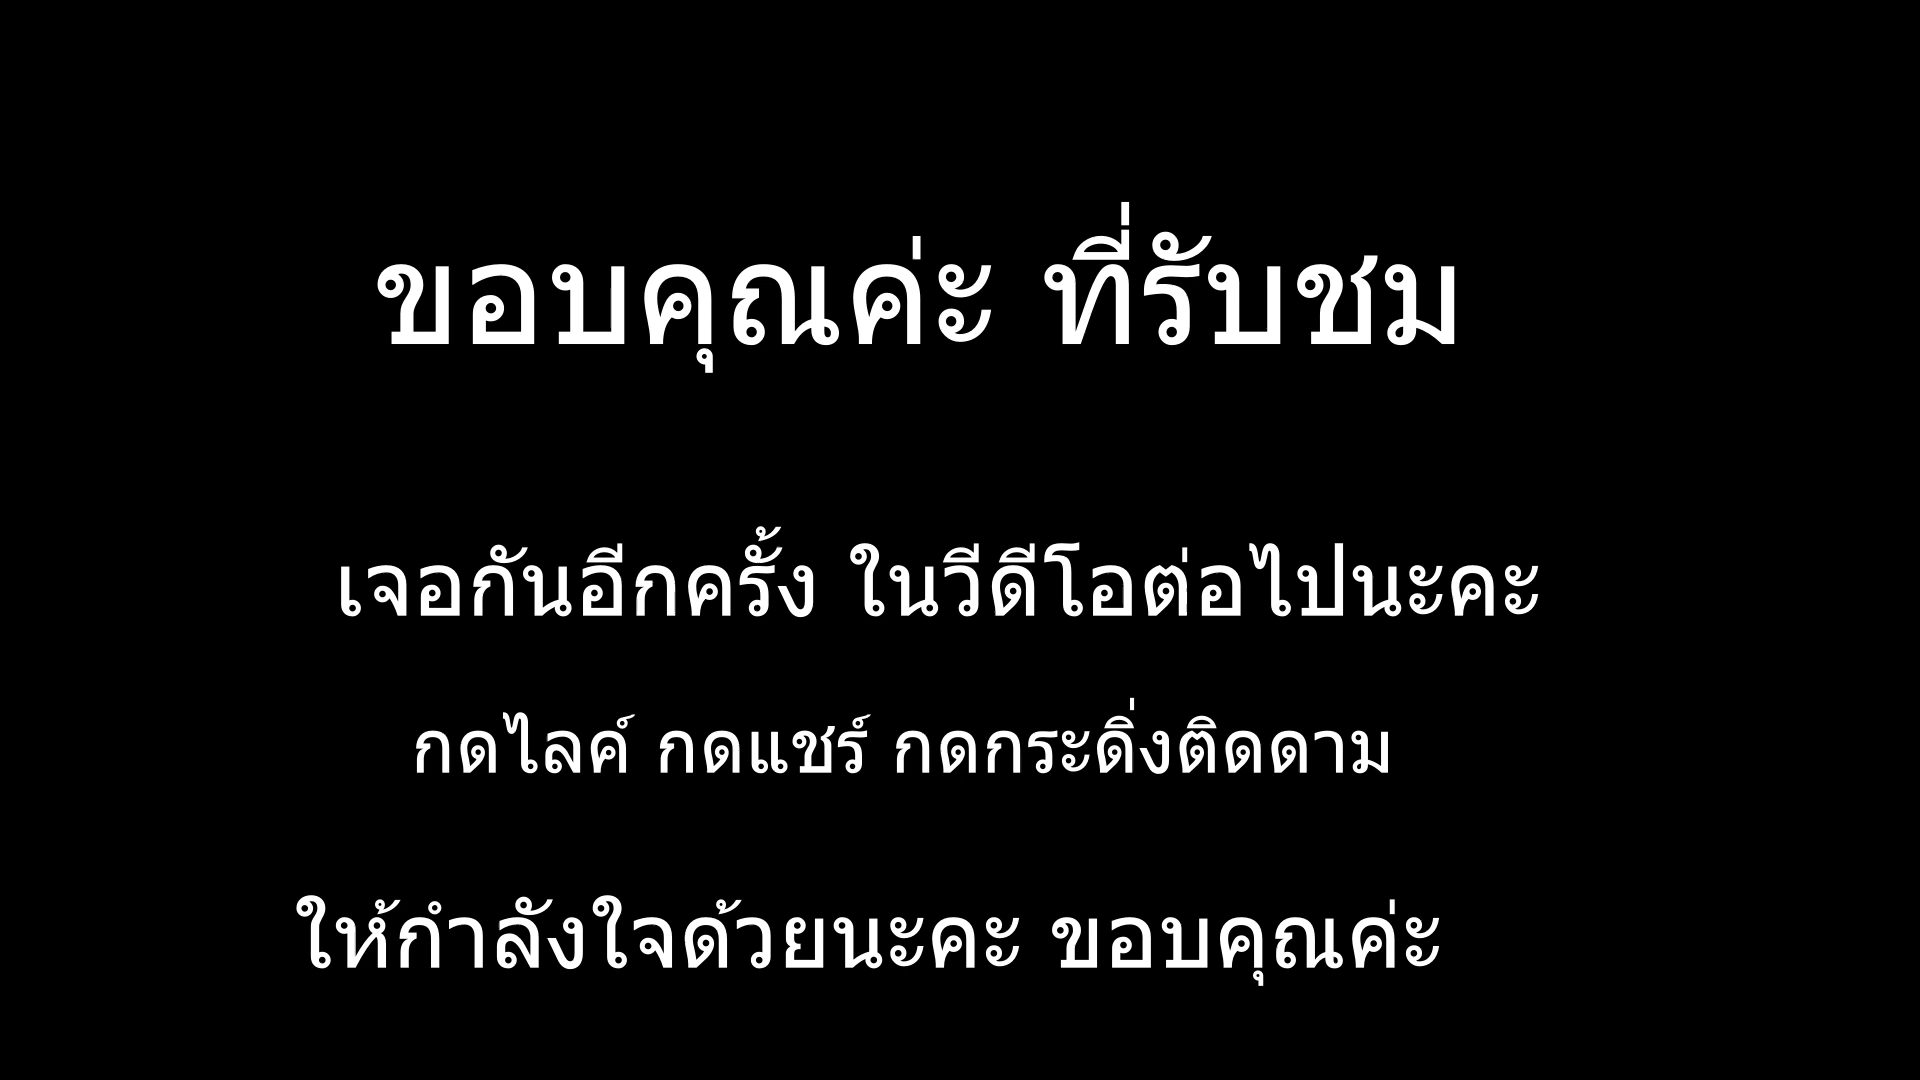 ขอบคุณค่ะ ที่รับชม
เจอกันอีกครั้ง ในวีดีโอต่อไปนะคะ
กดไลค์ กดแชร์ กดกระดิ่งติดดาม
ให้กำลังใจด้วยนะคะ ขอบคุณค่ะ